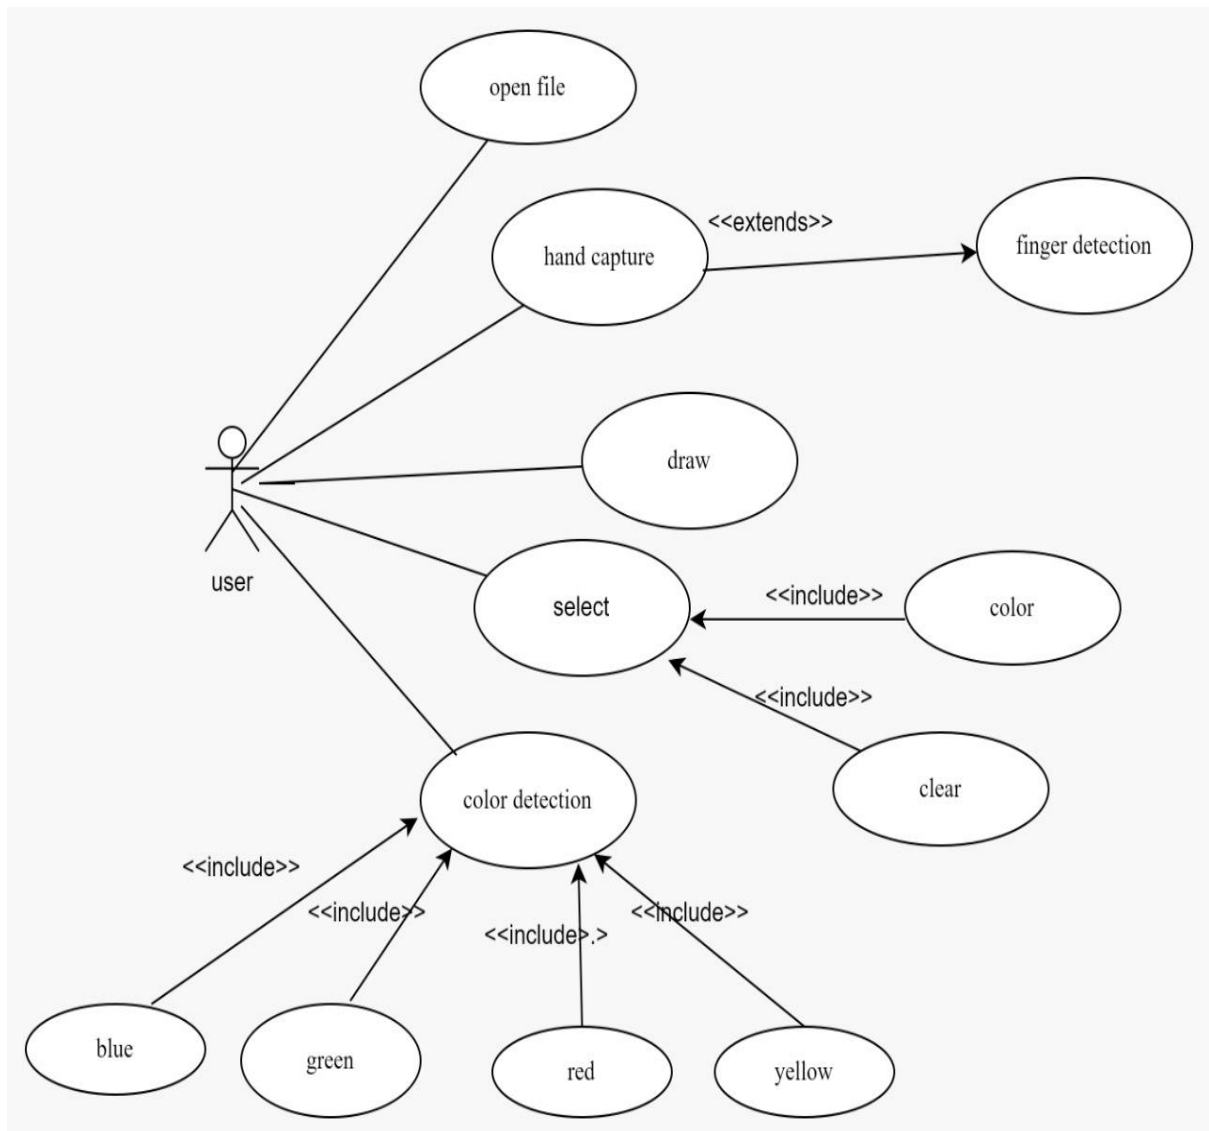 open file
<<extends>>
hand capture
finger detection
draw
user
select
<<include>>
color
<<include>>
clear
color detection
<<include>>
<<include>>
<<include>.>
<<include>>
blue
green
red
yellow